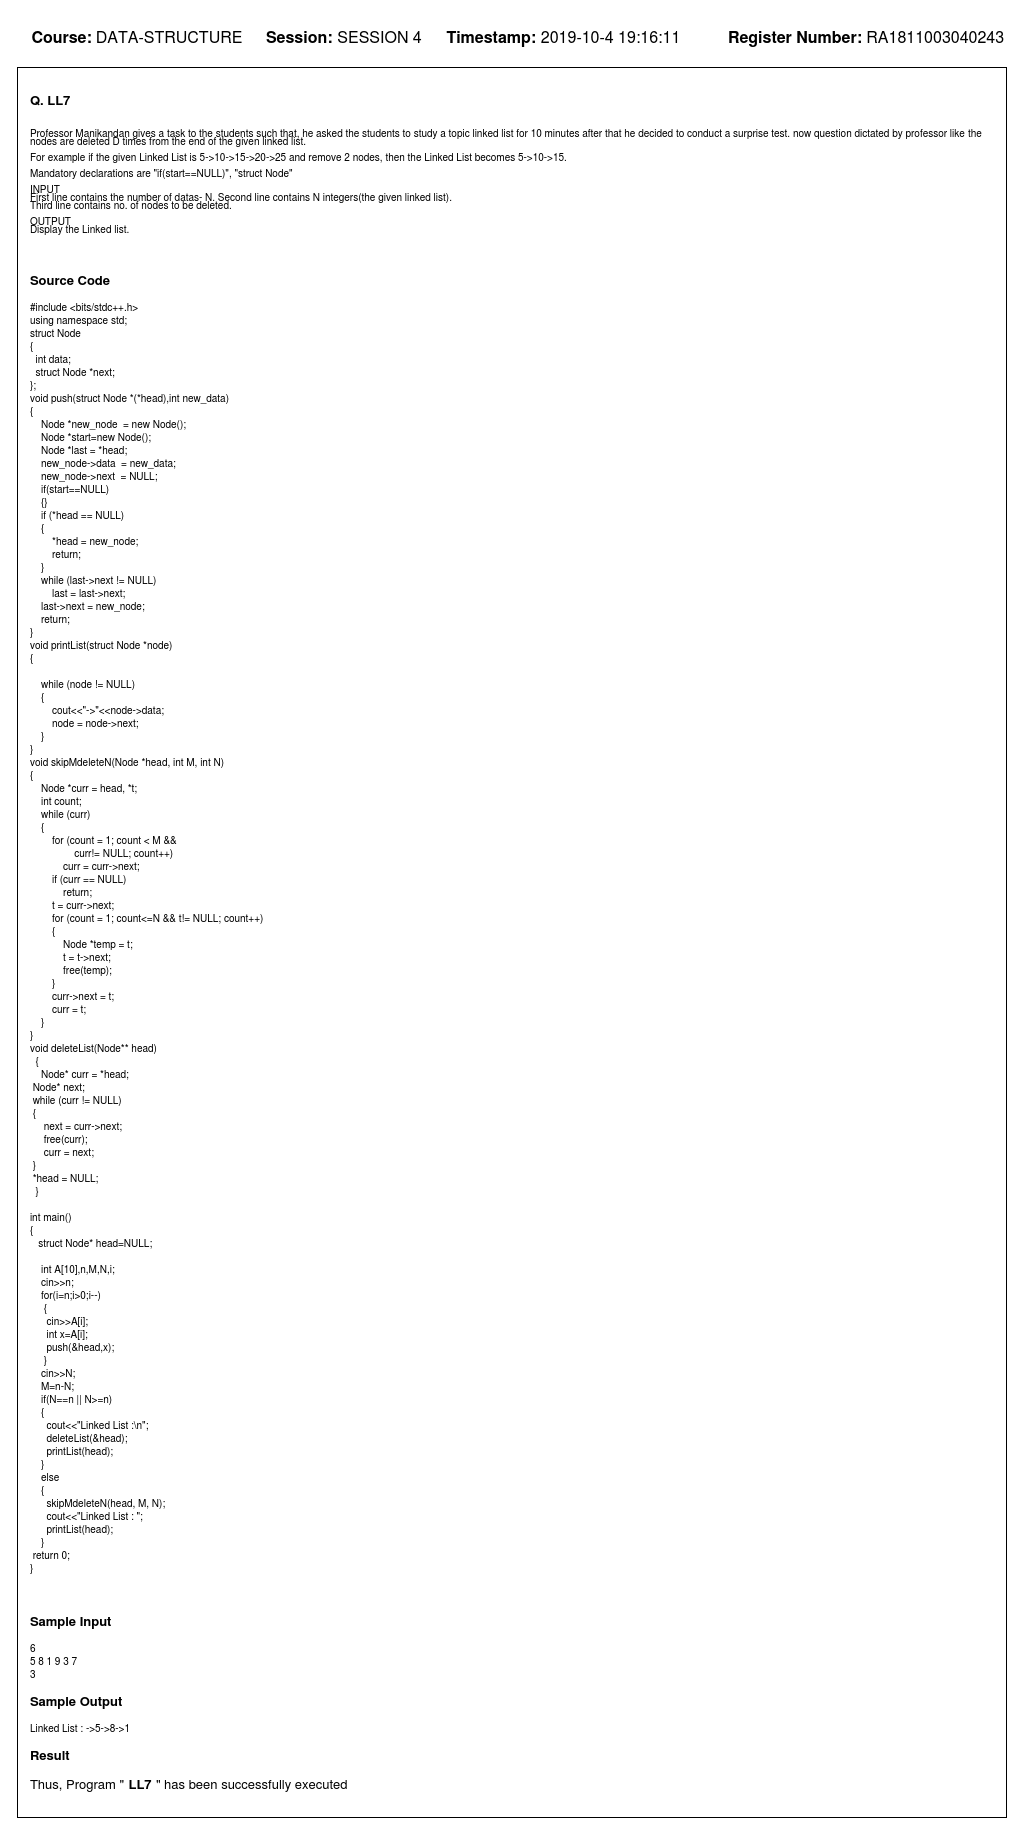 Course: DATA-STRUCTURE Session: SESSION 4 Timestamp: 2019-10-4 19:16:11 Register Number: RA1811003040243
Q. LL7
Professor Manikandan gives a task to the students such that, he asked the students to study a topic linked list for 10 minutes after that he decided to conduct a surprise test. now question dictated by professor like the
nodes are deleted D times from the end of the given linked list.
For example if the given Linked List is 5->10->15->20->25 and remove 2 nodes, then the Linked List becomes 5->10->15.
Mandatory declarations are "if(start==NULL)", "struct Node"
INPUT
First line contains the number of datas- N. Second line contains N integers(the given linked list).
Third line contains no. of nodes to be deleted.
OUTPUT
Display the Linked list.
Source Code
#include <bits/stdc++.h>
using namespace std;
struct Node
{
  int data;
  struct Node *next;
};
void push(struct Node *(*head),int new_data)
{
    Node *new_node  = new Node();
    Node *start=new Node();
    Node *last = *head;
    new_node->data  = new_data;
    new_node->next  = NULL;
    if(start==NULL)
    {}
    if (*head == NULL)
    {
        *head = new_node;
        return;
    }
    while (last->next != NULL)
        last = last->next;
    last->next = new_node;
    return;
}
void printList(struct Node *node)
{
    while (node != NULL)
    {
        cout<<"->"<<node->data;
        node = node->next;
    }
}
void skipMdeleteN(Node *head, int M, int N)
{
    Node *curr = head, *t;
    int count;
    while (curr)
    {
        for (count = 1; count < M &&
                curr!= NULL; count++)
            curr = curr->next;
        if (curr == NULL)
            return;
        t = curr->next;
        for (count = 1; count<=N && t!= NULL; count++)
        {
            Node *temp = t;
            t = t->next;
            free(temp);
        }
        curr->next = t;
        curr = t;
    }
}
void deleteList(Node** head)
  {
    Node* curr = *head;
 Node* next;
 while (curr != NULL)
 {
     next = curr->next;
     free(curr);
     curr = next;
 }
 *head = NULL;
  }
int main()
{
   struct Node* head=NULL;
    int A[10],n,M,N,i;
    cin>>n;
    for(i=n;i>0;i--)
     {
      cin>>A[i];
      int x=A[i];
      push(&head,x);
     }
    cin>>N;
    M=n-N;
    if(N==n || N>=n)
    {
      cout<<"Linked List :\n";
      deleteList(&head);
      printList(head);
    }
    else
    {
      skipMdeleteN(head, M, N);
      cout<<"Linked List : ";
      printList(head);
    }
 return 0;
}
Sample Input
6
5 8 1 9 3 7
3
Sample Output
Linked List : ->5->8->1
Result
Thus, Program " LL7 " has been successfully executed